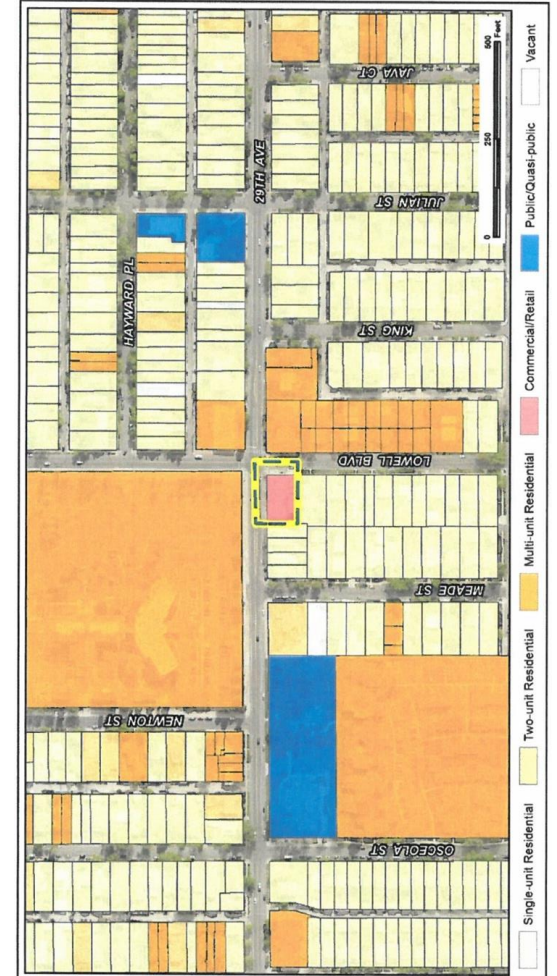 JAVA CT
JULIAN ST
29TH AVE
HAYWARD PL
KING ST
LOWELL BLVD
MEADE ST
NEWTON ST
OSCEOLA ST
0 250 500
Feet
Single-unit Residential
Two-unit Residential
Multi-unit Residential
Commercial/Retail
Public/Quasi-public
Vacant